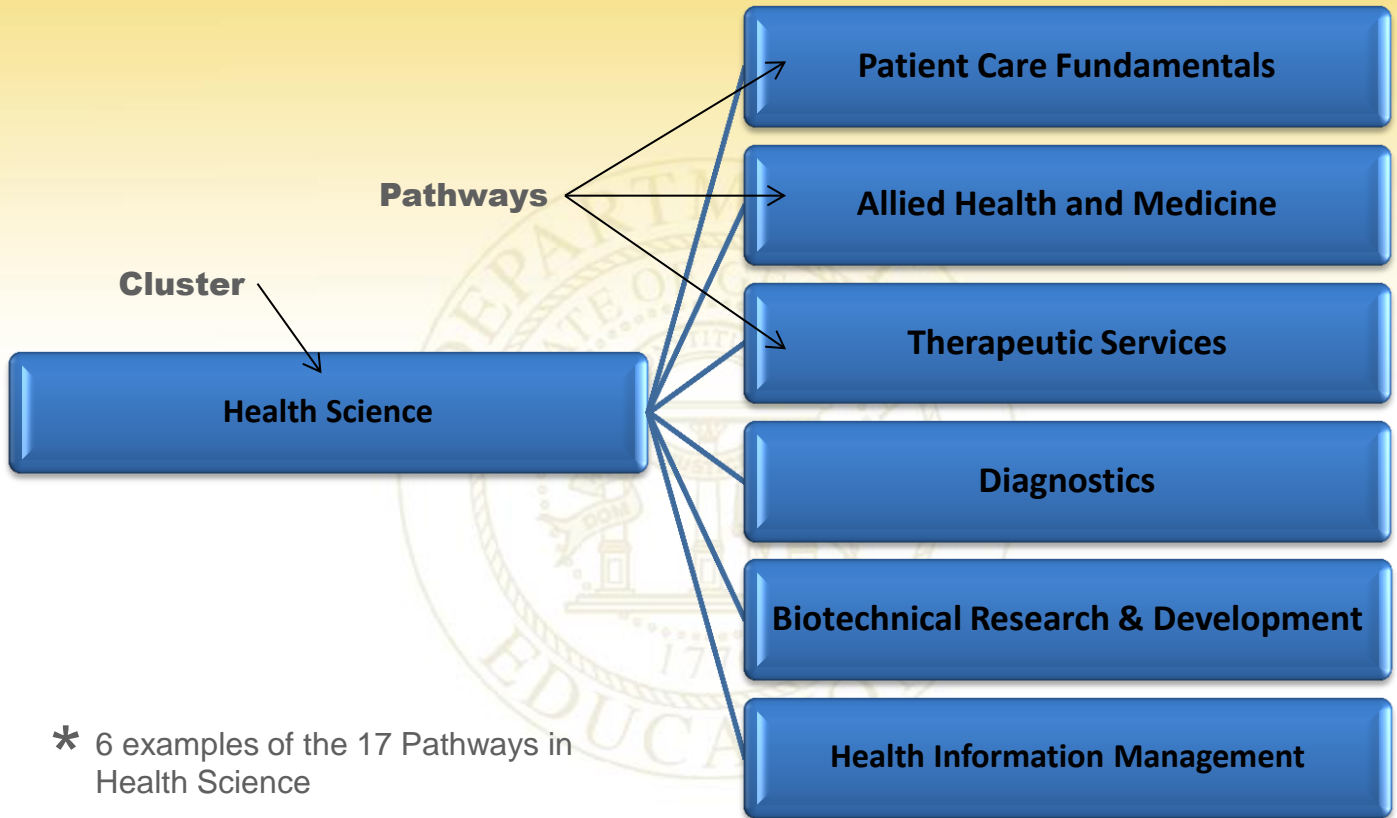 Patient Care Fundamentals
Pathways
Allied Health and Medicine
Cluster
Therapeutic Services
Health Science
Diagnostics
Biotechnical Research & Development
* 6 examples of the 17 Pathways in
Health Science
Health Information Management